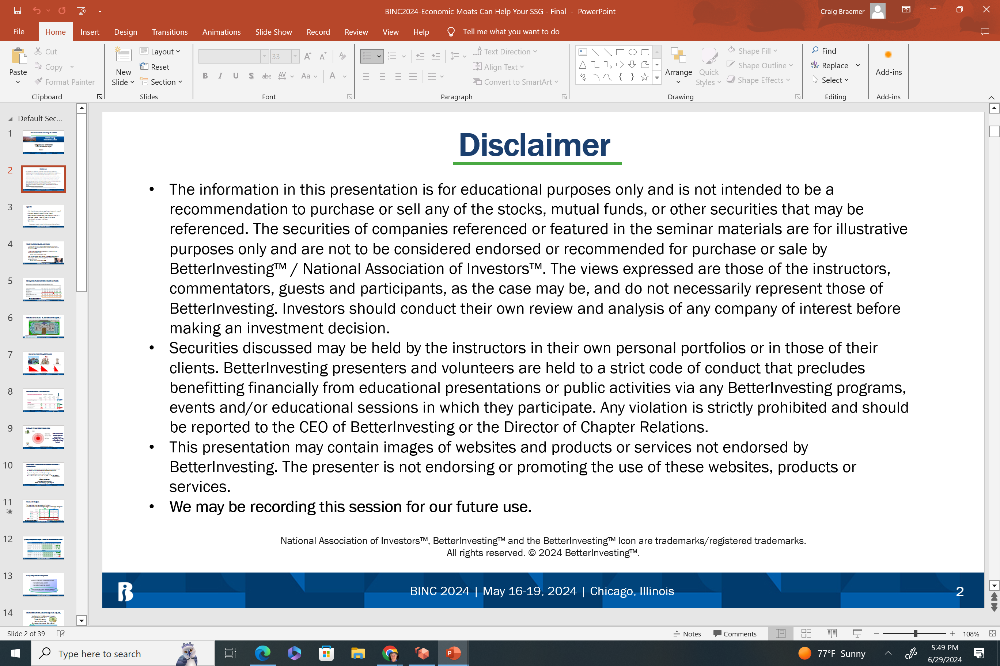 BINC2024-Economic Moats Can Help Your SSG - Final - PowerPoint
Craig Braemer
File
Home
Insert
Design
Transitions
Animations
Slide Show
Record
Review
View
Help
Tell me what you want to do
Paste
Cut
Copy
Format Painter
Clipboard
New Slide
Layout
Reset
Section
Slides
33
Font
Text Direction
Align Text
Convert to SmartArt
Paragraph
Arrange
Quick Styles
Shape Fill
Shape Outline
Shape Effects
Drawing
Find
Replace
Select
Editing
Add-ins
Add-ins
Default Sec...
1
2
3
4
5
6
7
8
9
10
11
12
13
14
Disclaimer
• The information in this presentation is for educational purposes only and is not intended to be a
recommendation to purchase or sell any of the stocks, mutual funds, or other securities that may be
referenced. The securities of companies referenced or featured in the seminar materials are for illustrative
purposes only and are not to be considered endorsed or recommended for purchase or sale by
BetterInvesting™ / National Association of Investors™. The views expressed are those of the instructors,
commentators, guests and participants, as the case may be, and do not necessarily represent those of
BetterInvesting. Investors should conduct their own review and analysis of any company of interest before
making an investment decision.
• Securities discussed may be held by the instructors in their own personal portfolios or in those of their
clients. BetterInvesting presenters and volunteers are held to a strict code of conduct that precludes
benefitting financially from educational presentations or public activities via any BetterInvesting programs,
events and/or educational sessions in which they participate. Any violation is strictly prohibited and should
be reported to the CEO of BetterInvesting or the Director of Chapter Relations.
• This presentation may contain images of websites and products or services not endorsed by
BetterInvesting. The presenter is not endorsing or promoting the use of these websites, products or
services.
• We may be recording this session for our future use.
National Association of Investors™, BetterInvesting™ and the BetterInvesting™ Icon are trademarks/registered trademarks.
All rights reserved. © 2024 BetterInvesting™.
BINC 2024 | May 16-19, 2024 | Chicago, Illinois
2
Slide 2 of 39
Notes
Comments
108%
Type here to search
77°F Sunny
5:49 PM
6/29/2024